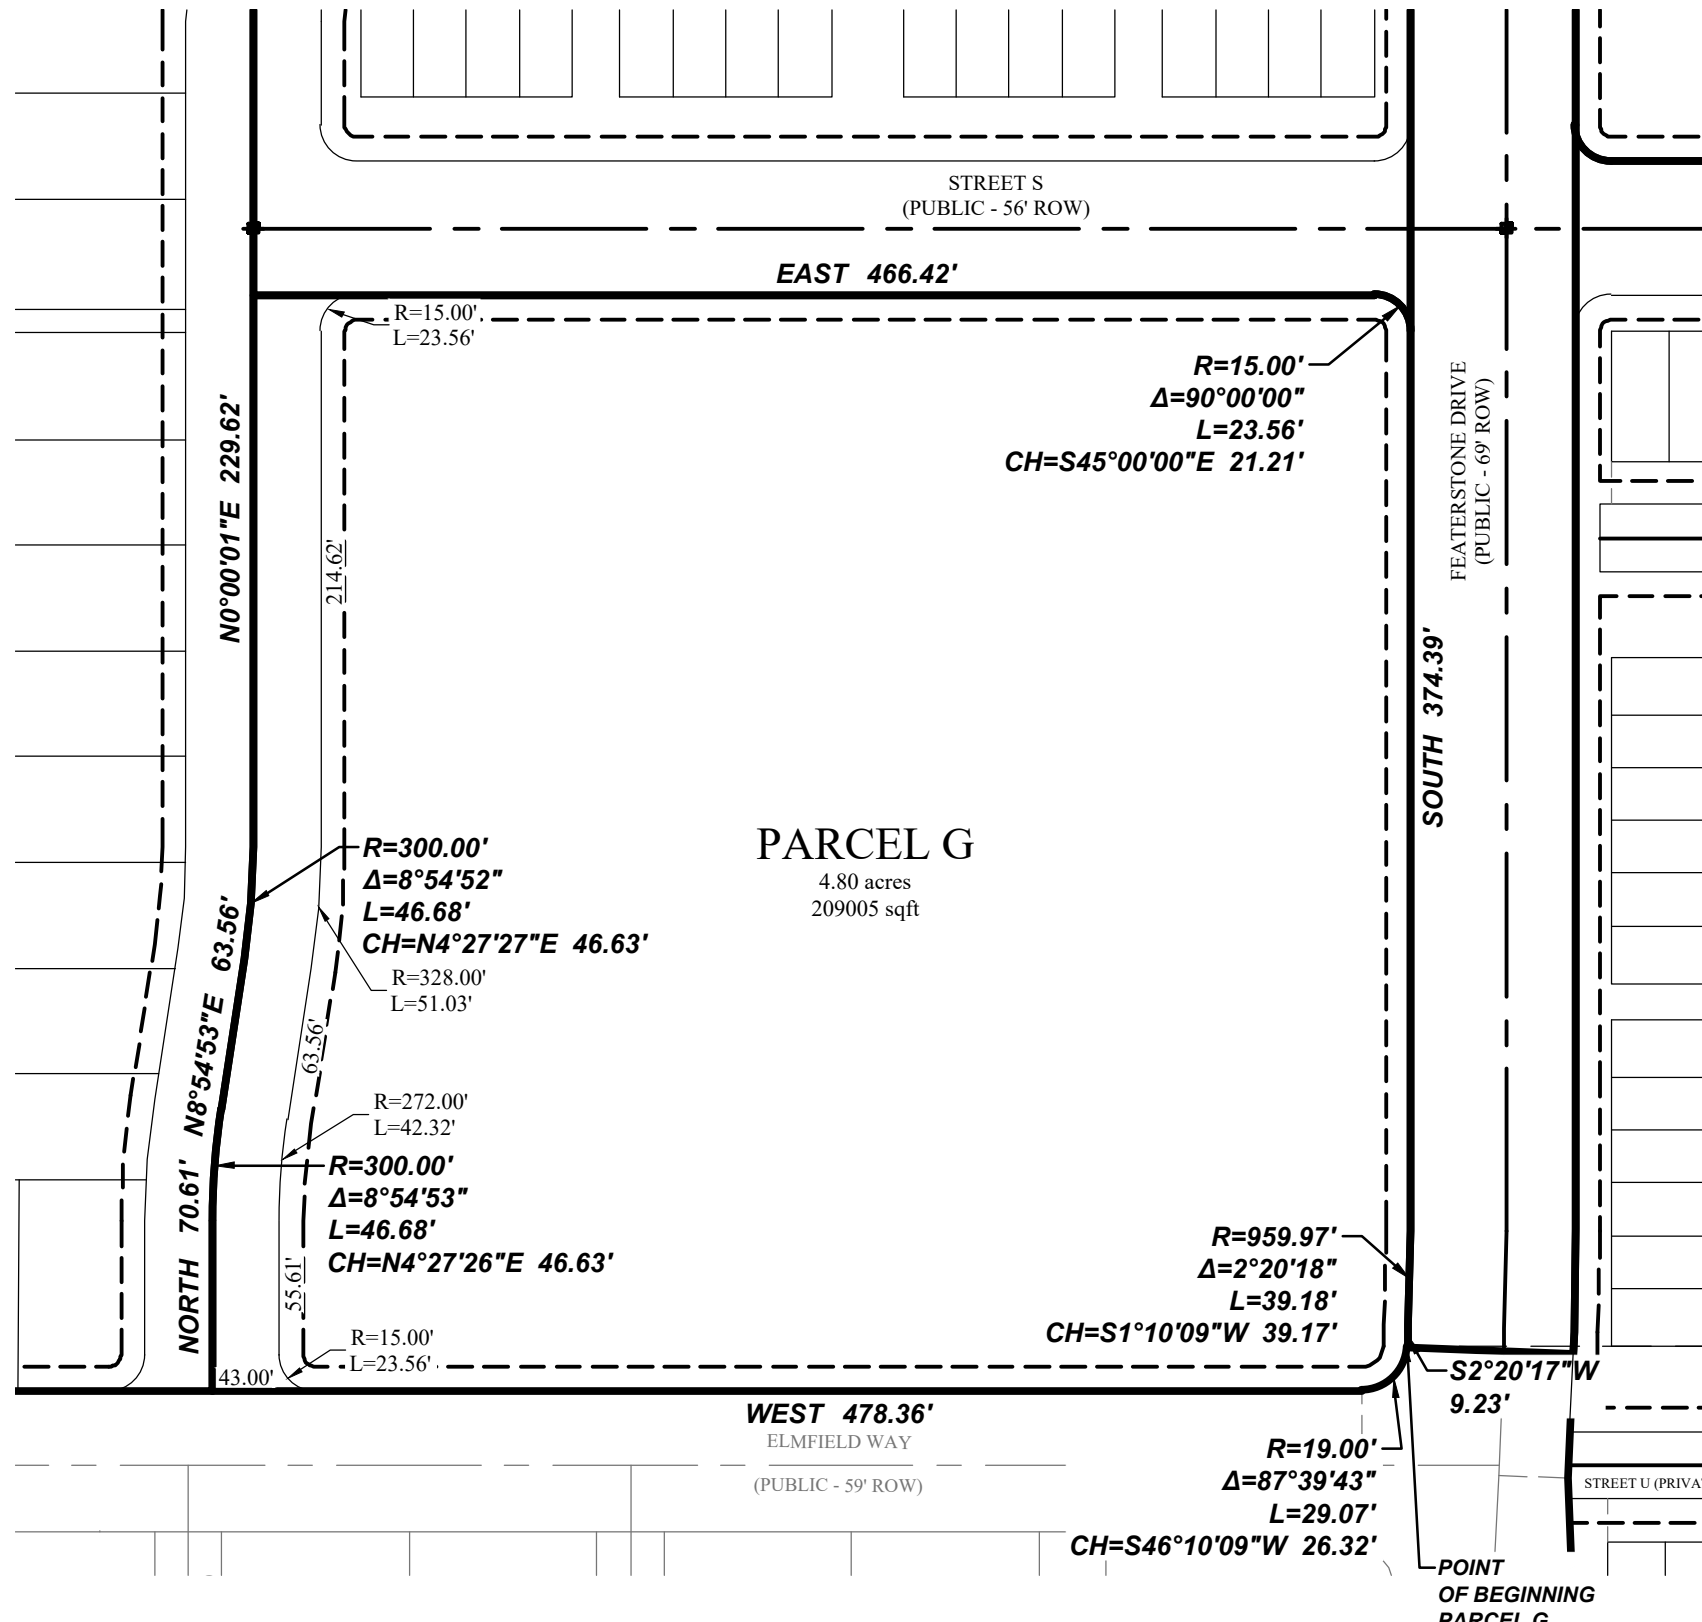 STREET S
(PUBLIC - 56' ROW)
EAST 466.42'
R=15.00'
L=23.56'
R=15.00'
Δ=90°00'00"
L=23.56'
CH=S45°00'00"E 21.21'
FEATERSTONE DRIVE
(PUBLIC - 69' ROW)
N0°00'01"E 229.62'
214.62'
SOUTH 374.39'
PARCEL G
4.80 acres
209005 sqft
R=300.00'
Δ=8°54'52"
L=46.68'
CH=N4°27'27"E 46.63'
R=328.00'
L=51.03'
N8°54'53"E 63.56'
63.56'
R=272.00'
L=42.32'
R=300.00'
Δ=8°54'53"
L=46.68'
CH=N4°27'26"E 46.63'
NORTH 70.61'
55.61'
R=959.97'
Δ=2°20'18"
L=39.18'
CH=S1°10'09"W 39.17'
R=15.00'
L=23.56'
43.00'
S2°20'17"W
9.23'
WEST 478.36'
ELMFIELD WAY
(PUBLIC - 59' ROW)
R=19.00'
Δ=87°39'43"
L=29.07'
CH=S46°10'09"W 26.32'
STREET U (PRIVA
POINT
OF BEGINNING
PARCEL G